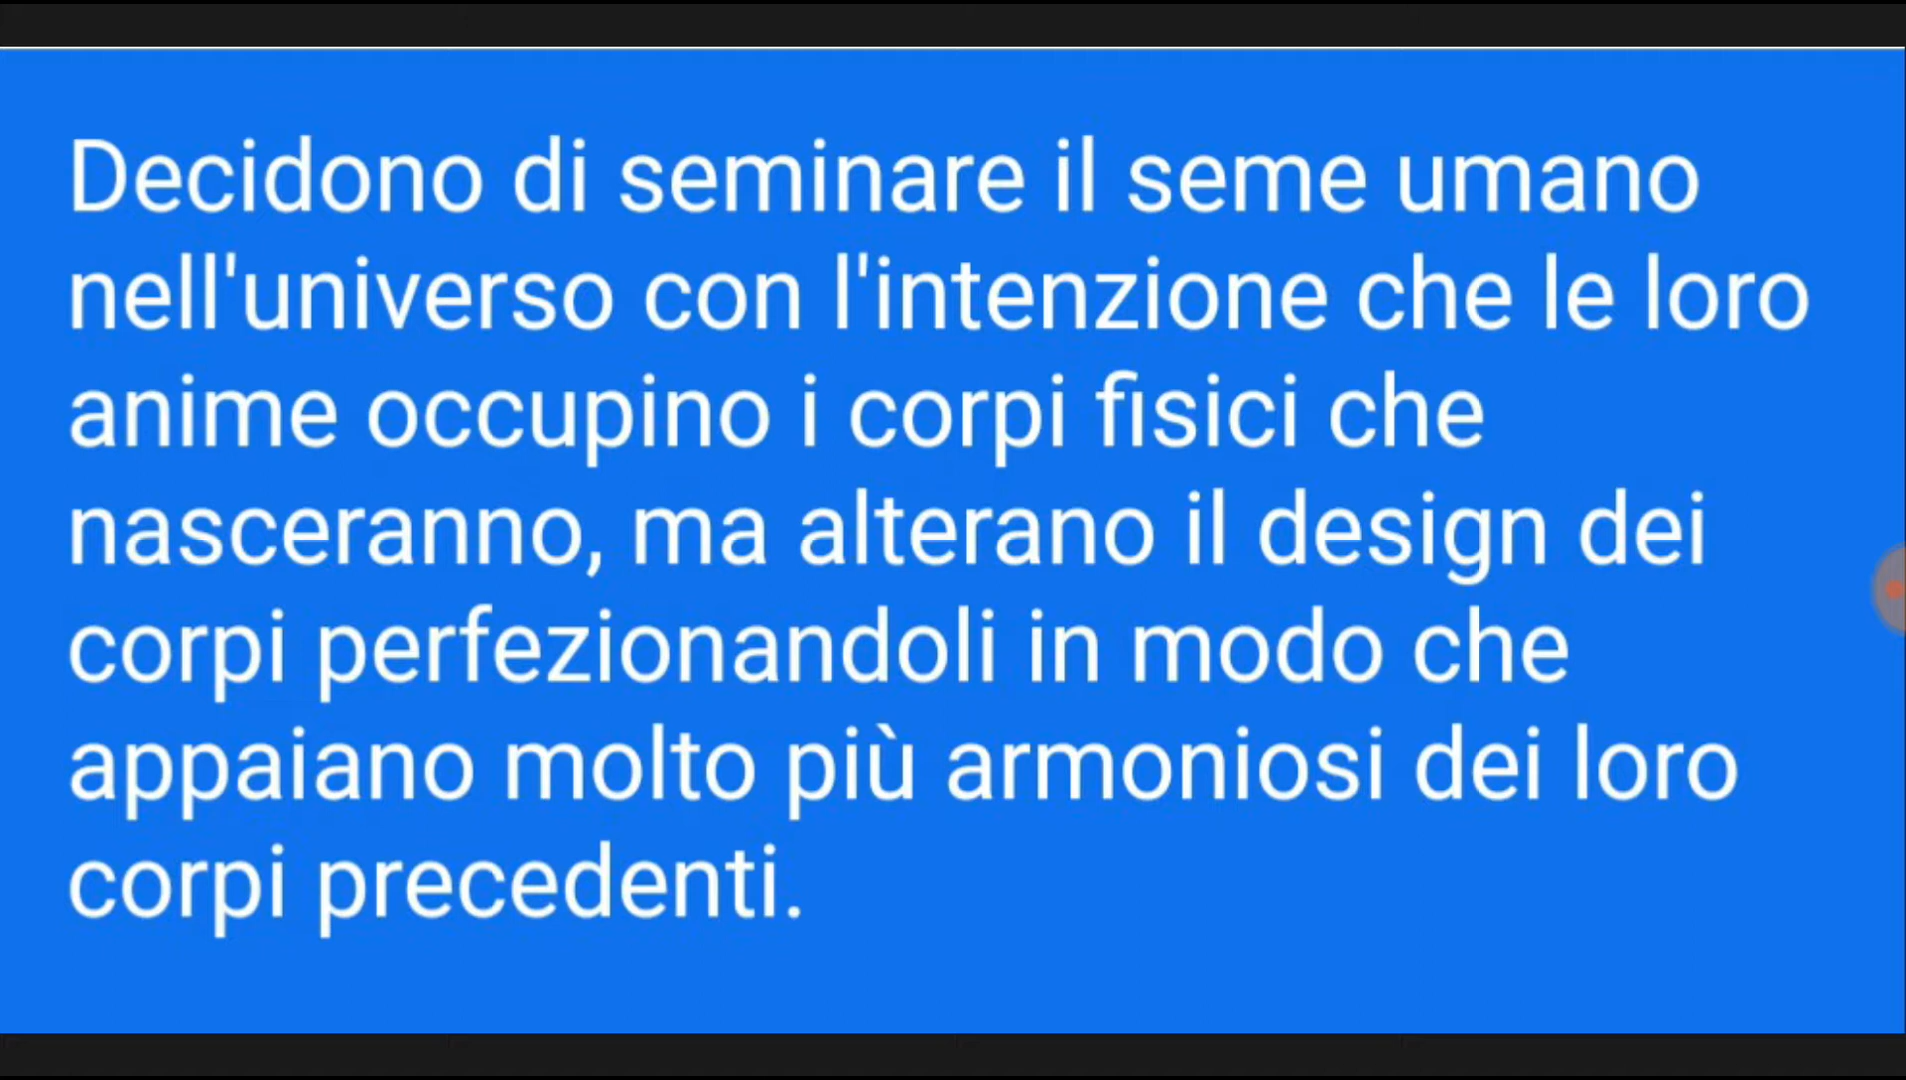 Decidono di seminare il seme umano
nell'universo con l'intenzione che le loro
anime occupino i corpi fisici che
nasceranno, ma alterano il design dei
corpi perfezionandoli in modo che
appaiano molto più armoniosi dei loro
corpi precedenti.